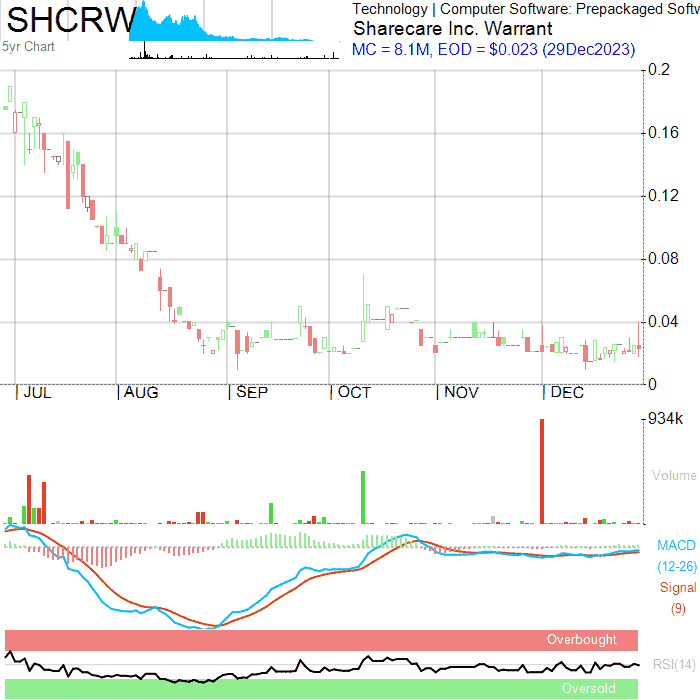 SHCRW
5yr Chart
Technology | Computer Software: Prepackaged Softw
Sharecare Inc. Warrant
MC = 8.1M, EOD = $0.023 (29Dec2023)
0.2
0.16
0.12
0.08
0.04
0
JUL AUG SEP OCT NOV DEC
934k
Volume
MACD
(12-26)
Signal
(9)
Overbought
RSI(14)
Oversold